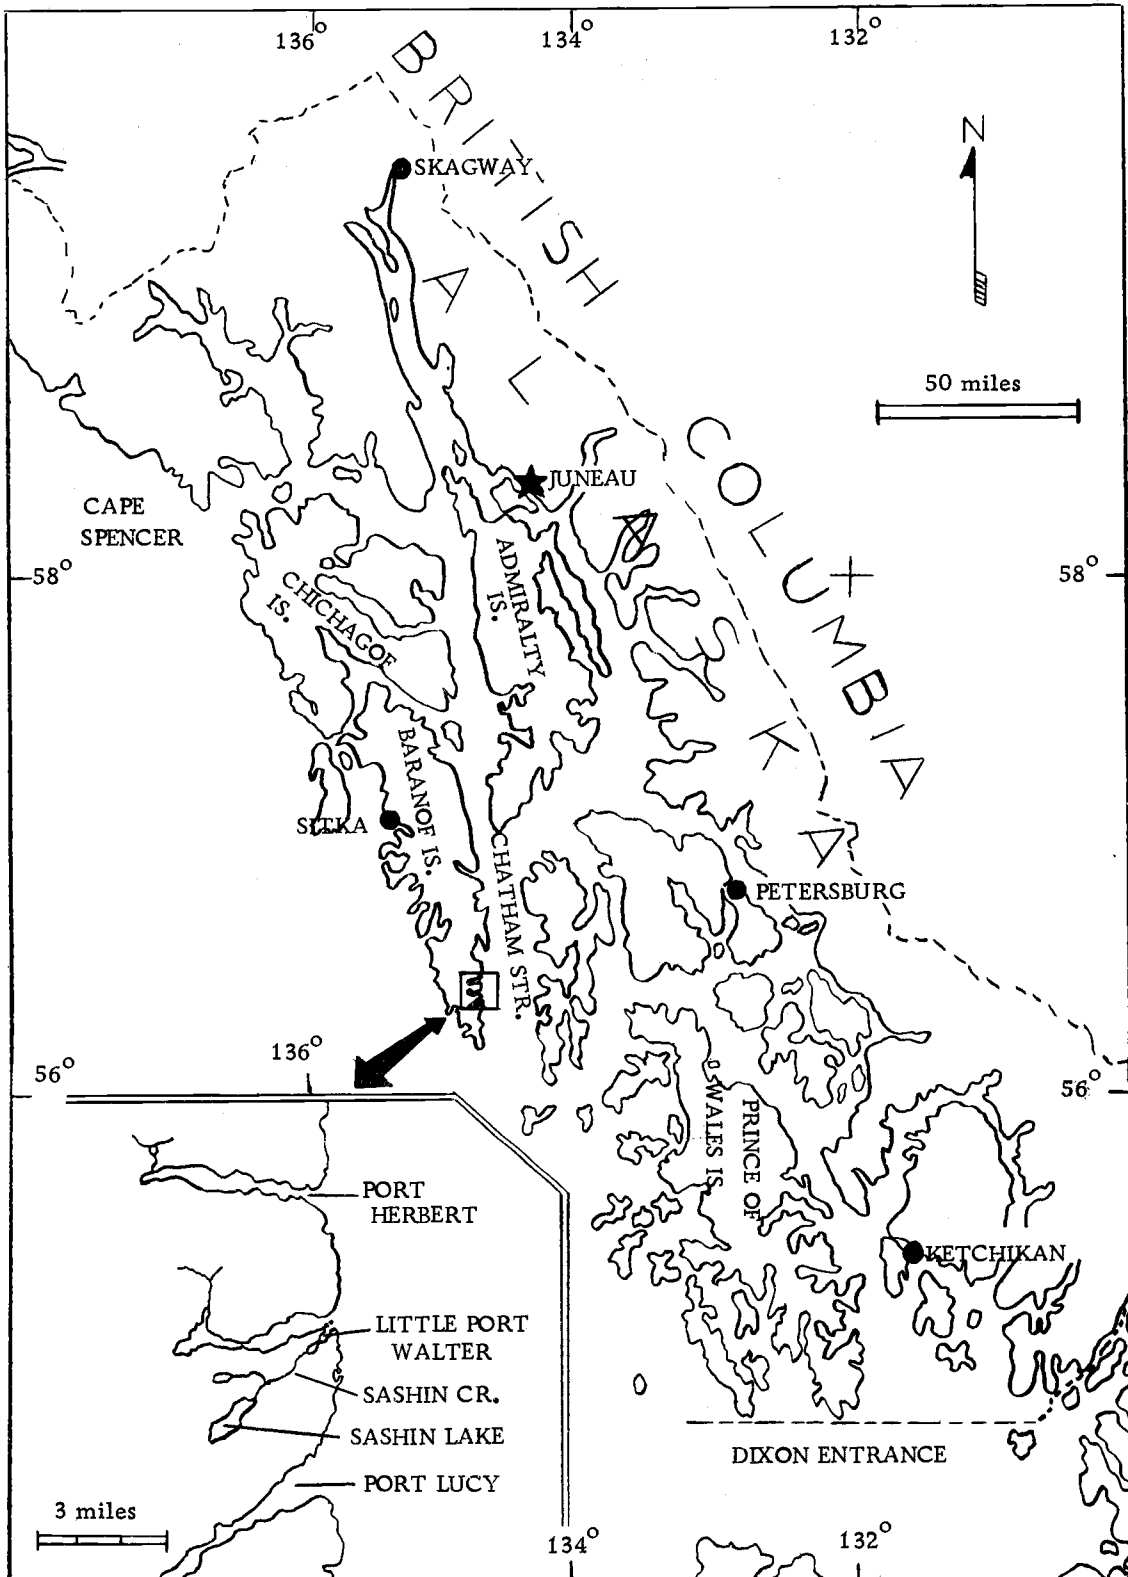 136°
134°
132°
BRITISH
COLUMBIA
N
SKAGWAY
ALASKA
50 miles
JUNEAU
CAPE
SPENCER
58°
58°
ADMIRALTY
IS.
CHICHAGOF
IS.
BARANOF IS.
SITKA
CHATHAM STR.
PETERSBURG
136°
56°
56°
PRINCE OF
WALES IS.
PORT
HERBERT
KETCHIKAN
LITTLE PORT
WALTER
SASHIN CR.
SASHIN LAKE
PORT LUCY
DIXON ENTRANCE
3 miles
134°
132°